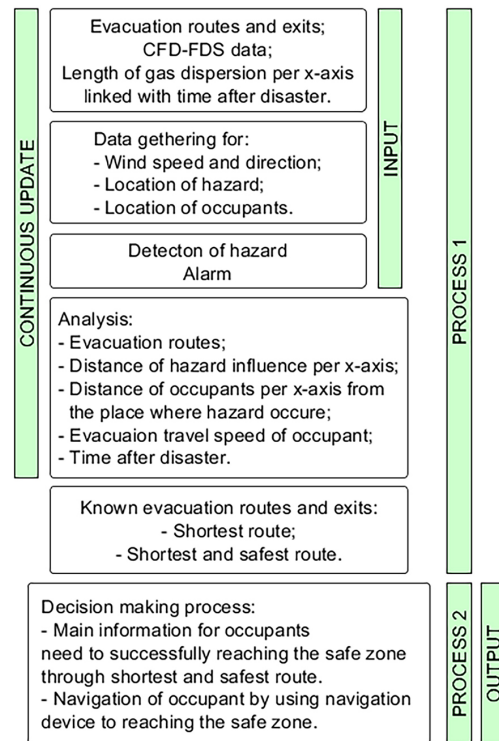 Evacuation routes and exits;
CFD-FDS data;
Length of gas dispersion per x-axis
linked with time after disaster.
Data gethering for:
- Wind speed and direction;
- Location of hazard;
- Location of occupants.
Detecton of hazard
Alarm
INPUT
Analysis:
- Evacuation routes;
- Distance of hazard influence per x-axis;
- Distance of occupants per x-axis from
the place where hazard occure;
- Evacuaion travel speed of occupant;
- Time after disaster.
CONTINUOUS UPDATE
Known evacuation routes and exits:
- Shortest route;
- Shortest and safest route.
PROCESS 1
Decision making process:
- Main information for occupants
need to successfully reaching the safe zone
through shortest and safest route.
- Navigation of occupant by using navigation
device to reaching the safe zone.
PROCESS 2
OUTPUT